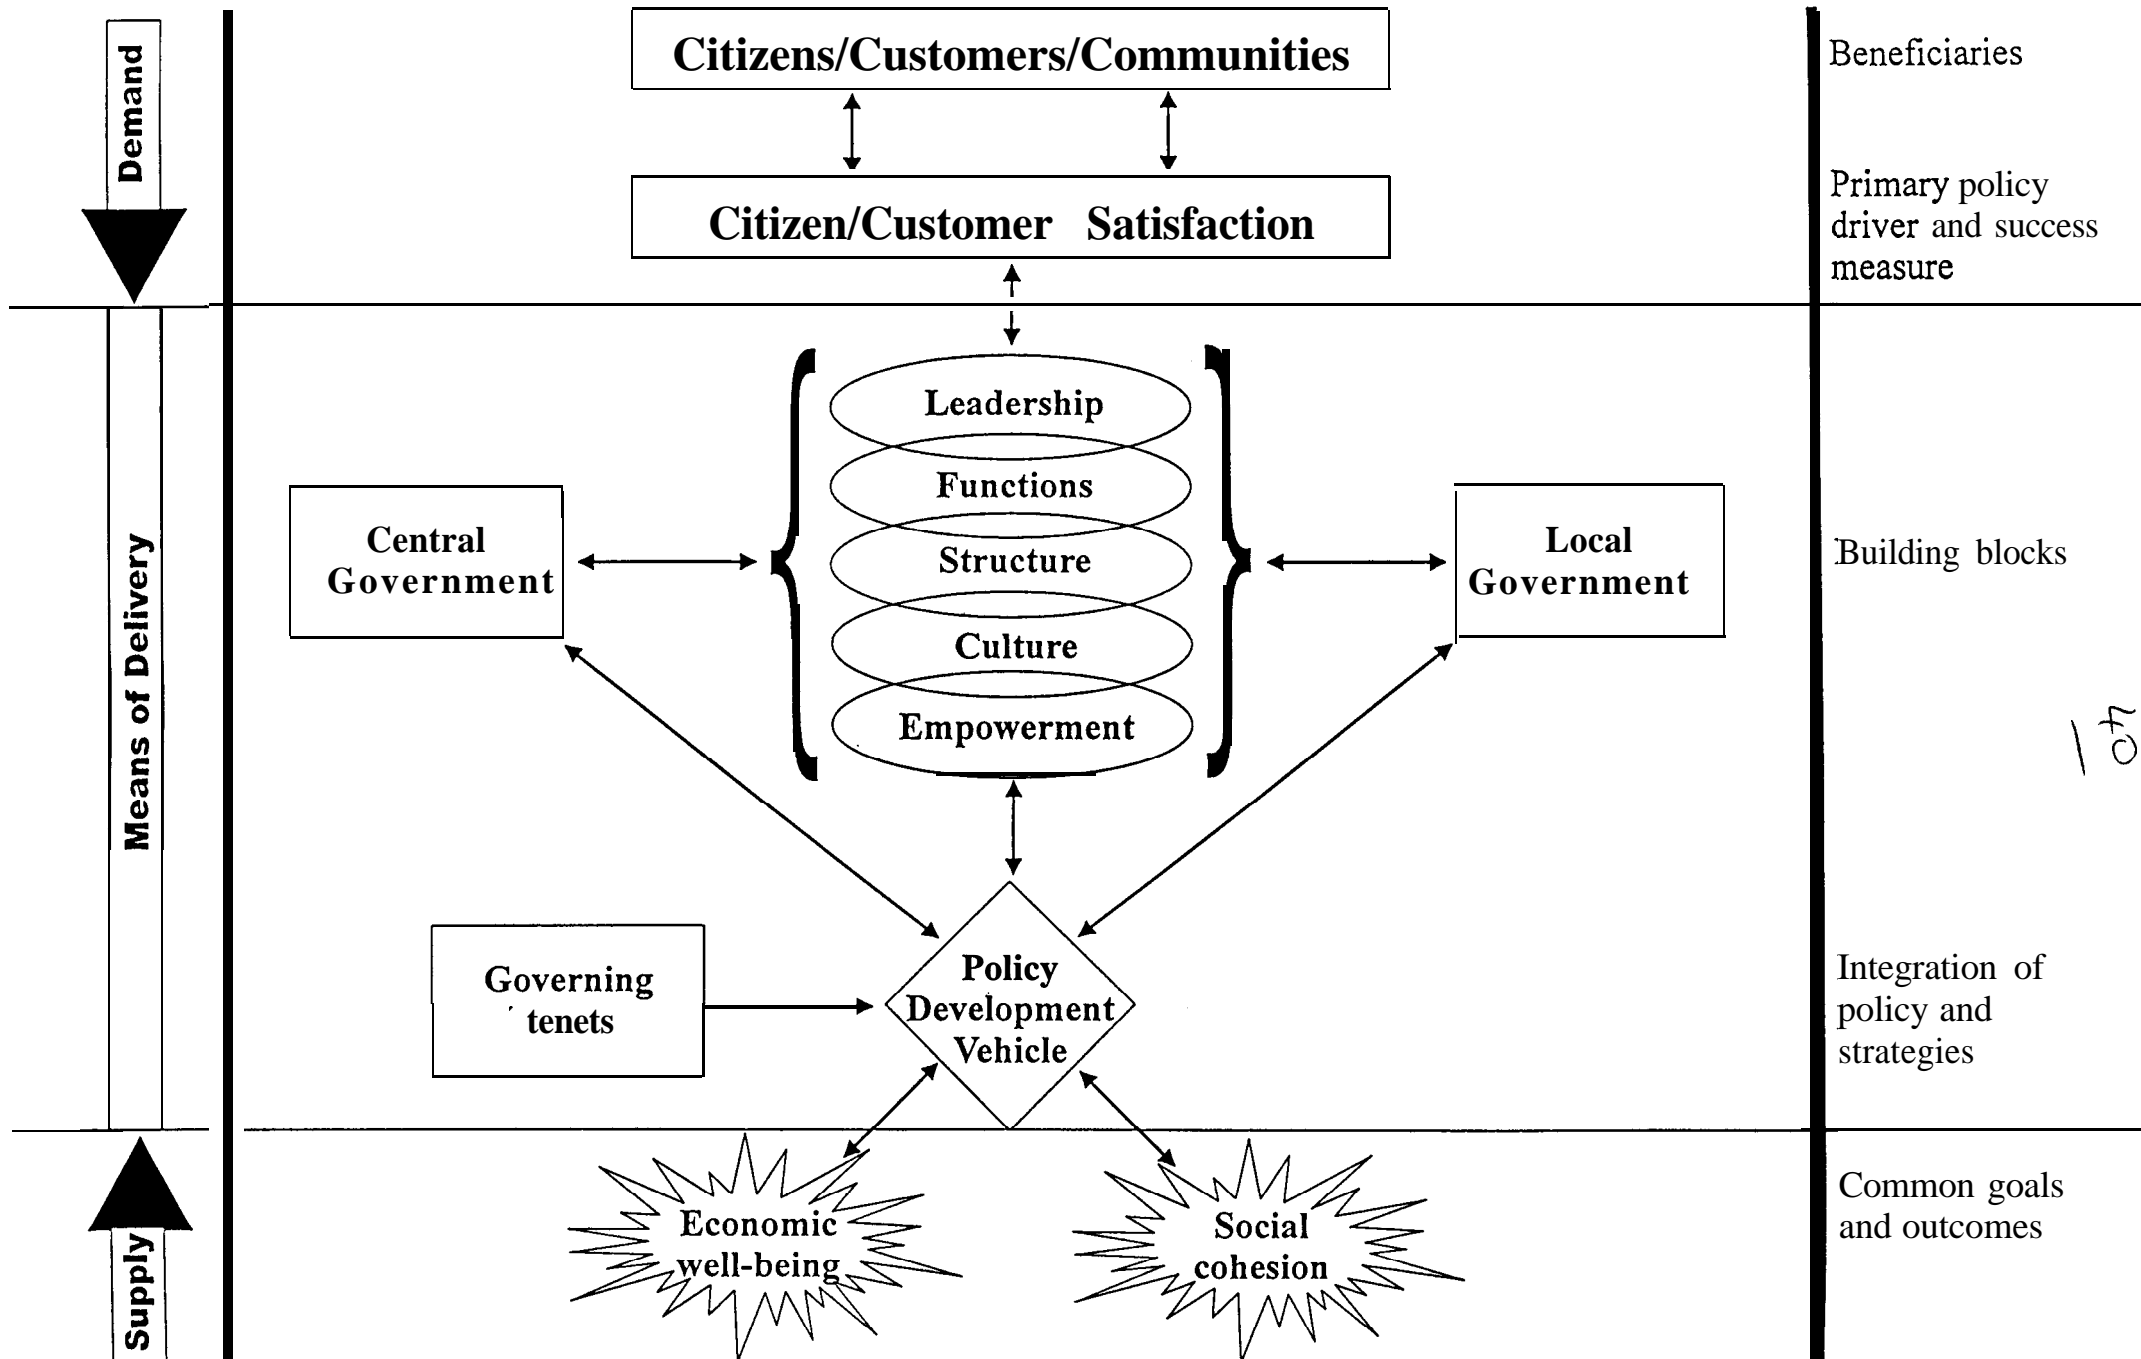 Demand
Citizens/Customers/Communities
Beneficiaries
Citizen/Customer Satisfaction
Primary policy
driver and success
measure
Means of Delivery
Leadership
Functions
Structure
Culture
Empowerment
Central
Government
Local
Government
Building blocks
40
Governing
tenets
Policy
Development
Vehicle
Integration of
policy and
strategies
Supply
Economic
well-being
Social
cohesion
Common goals
and outcomes